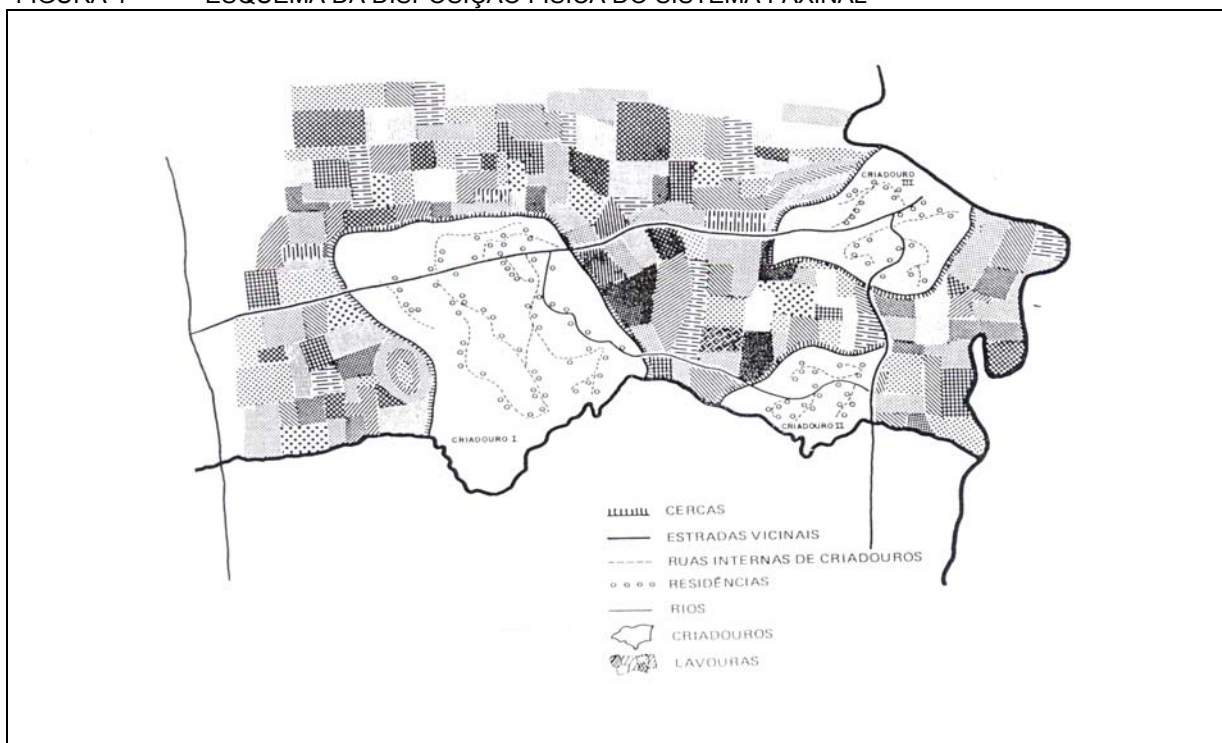 ESQUEMA DA DISPOSIÇÃO FÍSICA DO SISTEMA FAXINAL
CRIADOURO
III
CRIADOURO I
CRIADOURO II
CERCAS
ESTRADAS VICINAIS
RUAS INTERNAS DE CRIADOUROS
RESIDÊNCIAS
RIOS
CRIADOUROS
LAVOURAS